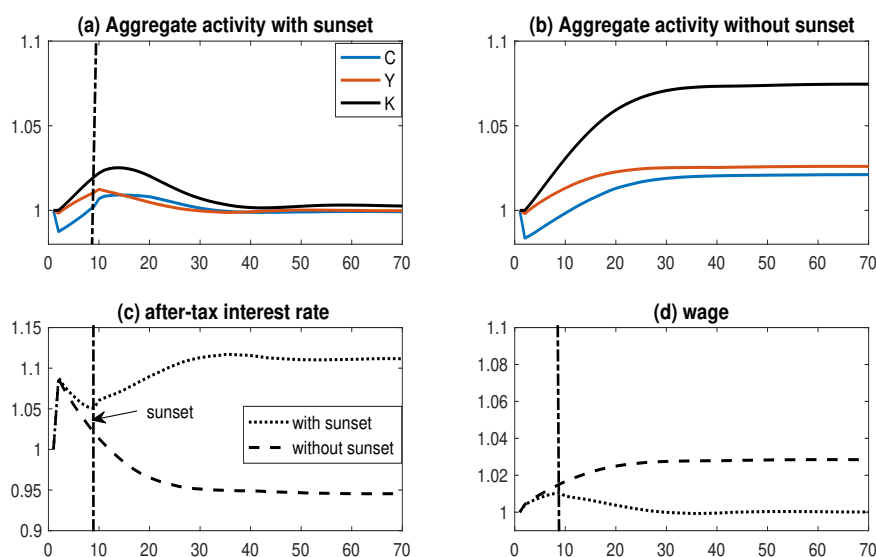 (a) Aggregate activity with sunset
1.1
1.05
1
0 10 20 30 40 50 60 70
C
Y
K
(b) Aggregate activity without sunset
1.1
1.05
1
0 10 20 30 40 50 60 70
(c) after-tax interest rate
1.15
1.1
1.05
1
0.95
0.9
0 10 20 30 40 50 60 70
sunset
with sunset
without sunset
(d) wage
1.1
1.08
1.06
1.04
1.02
1
0 10 20 30 40 50 60 70